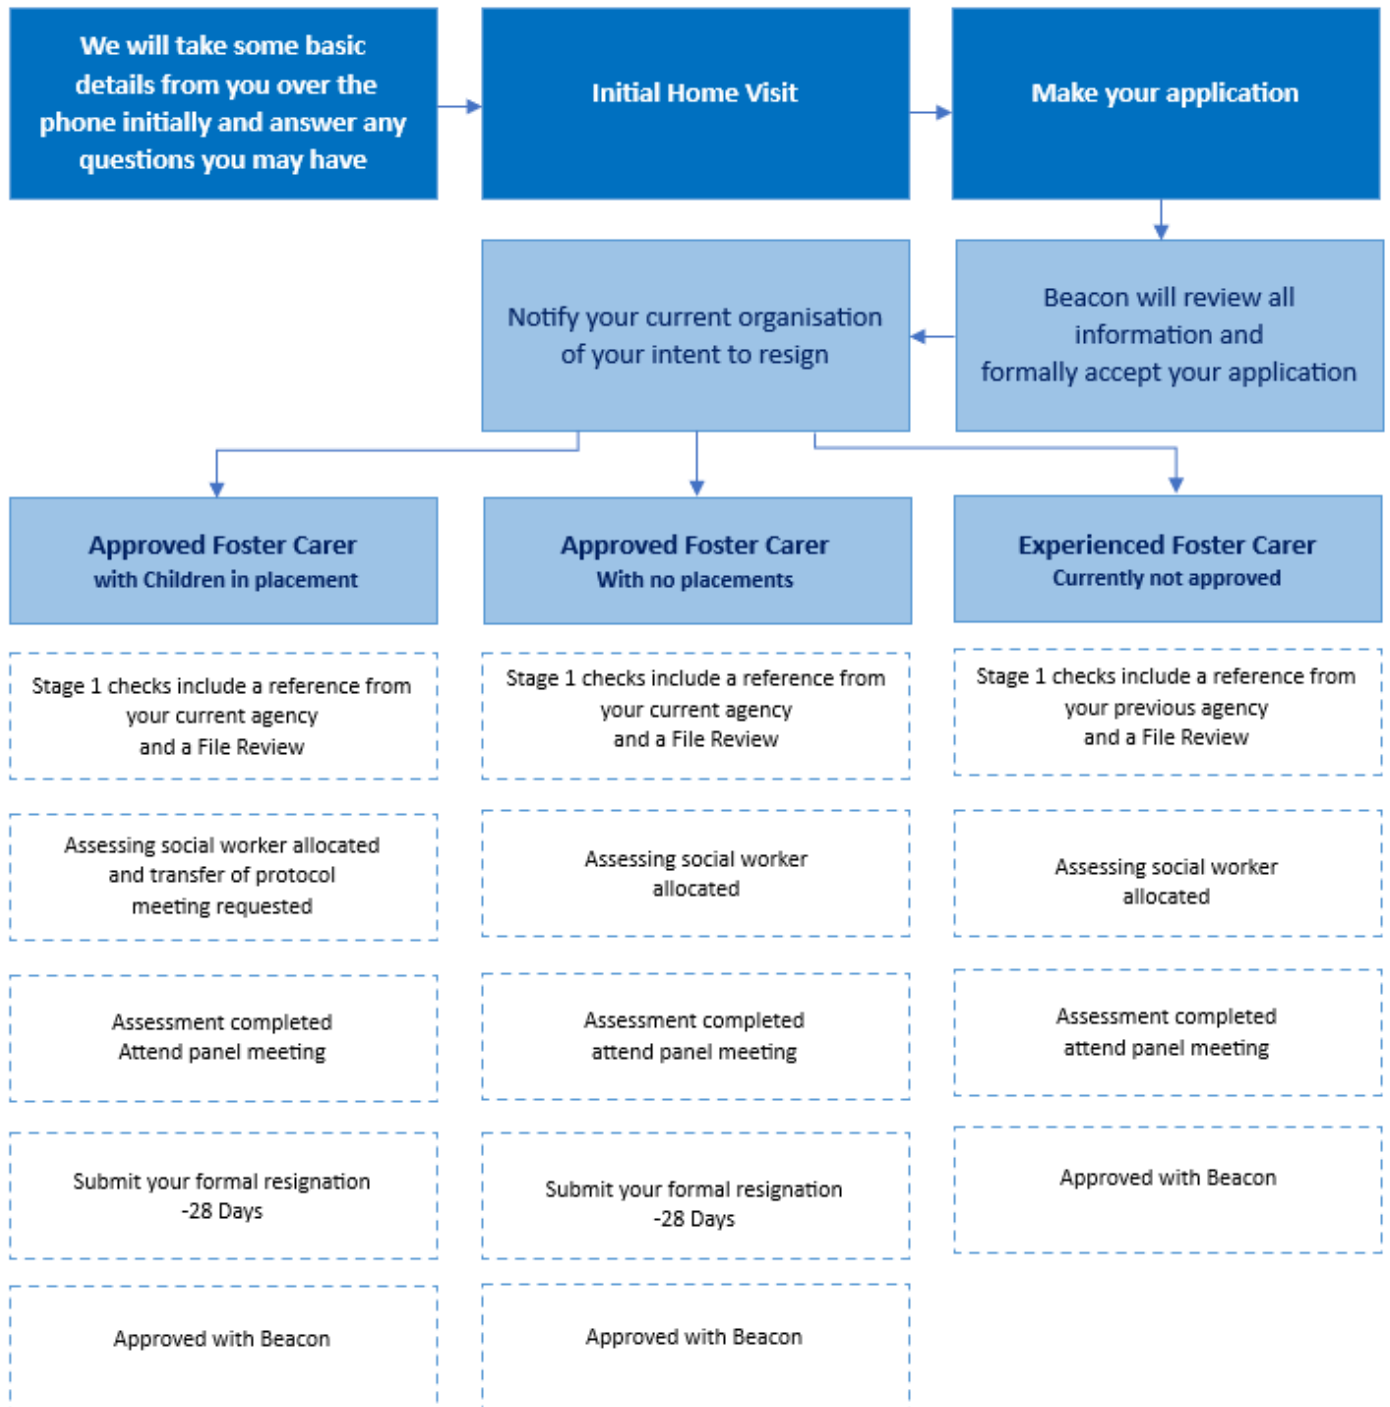 We will take some basic
details from you over the
phone initially and answer any
questions you may have
Initial Home Visit
Make your application
Beacon will review all
information and
formally accept your application
Notify your current organisation
of your intent to resign
Approved Foster Carer
with Children in placement
Stage 1 checks include a reference from
your current agency
and a File Review
Assessing social worker allocated
and transfer of protocol
meeting requested
Assessment completed
Attend panel meeting
Submit your formal resignation
-28 Days
Approved with Beacon
Approved Foster Carer
With no placements
Stage 1 checks include a reference from
your current agency
and a File Review
Assessing social worker
allocated
Assessment completed
attend panel meeting
Submit your formal resignation
-28 Days
Approved with Beacon
Experienced Foster Carer
Currently not approved
Stage 1 checks include a reference from
your previous agency
and a File Review
Assessing social worker
allocated
Assessment completed
attend panel meeting
Approved with Beacon